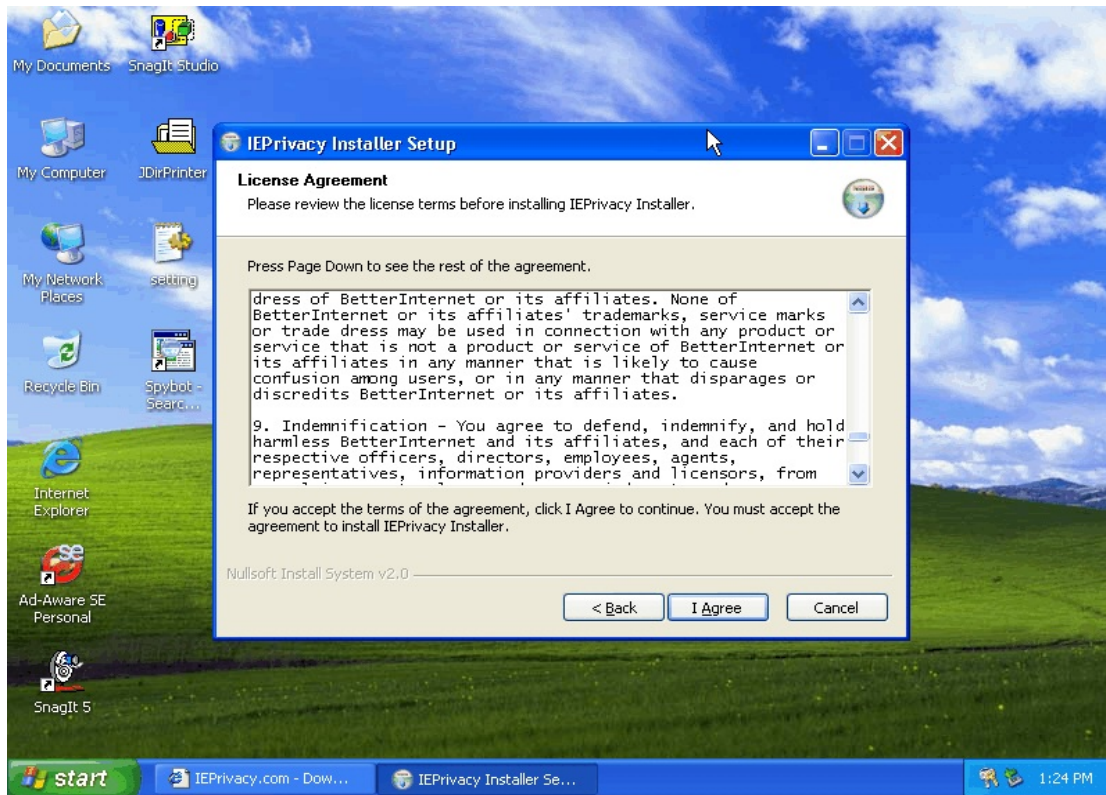 My Documents
SnagIt Studio
My Computer
JDirPrinter
My Network
Places
setting
Recycle Bin
Spybot -
Searc...
Internet
Explorer
Ad-Aware SE
Personal
SnagIt 5
IEPrivacy Installer Setup
License Agreement
Please review the license terms before installing IEPrivacy Installer.
Press Page Down to see the rest of the agreement.
dress of BetterInternet or its affiliates. None of
BetterInternet or its affiliates' trademarks, service marks
or trade dress may be used in connection with any product or
service that is not a product or service of BetterInternet or
its affiliates in any manner that is likely to cause
confusion among users, or in any manner that disparages or
discredits BetterInternet or its affiliates.
9. Indemnification - You agree to defend, indemnify, and hold
harmless BetterInternet and its affiliates, and each of their
respective officers, directors, employees, agents,
representatives, information providers and licensors, from
If you accept the terms of the agreement, click I Agree to continue. You must accept the
agreement to install IEPrivacy Installer.
Nullsoft Install System v2.0
< Back
I Agree
Cancel
start
IEPrivacy.com - Dow...
IEPrivacy Installer Se...
1:24 PM